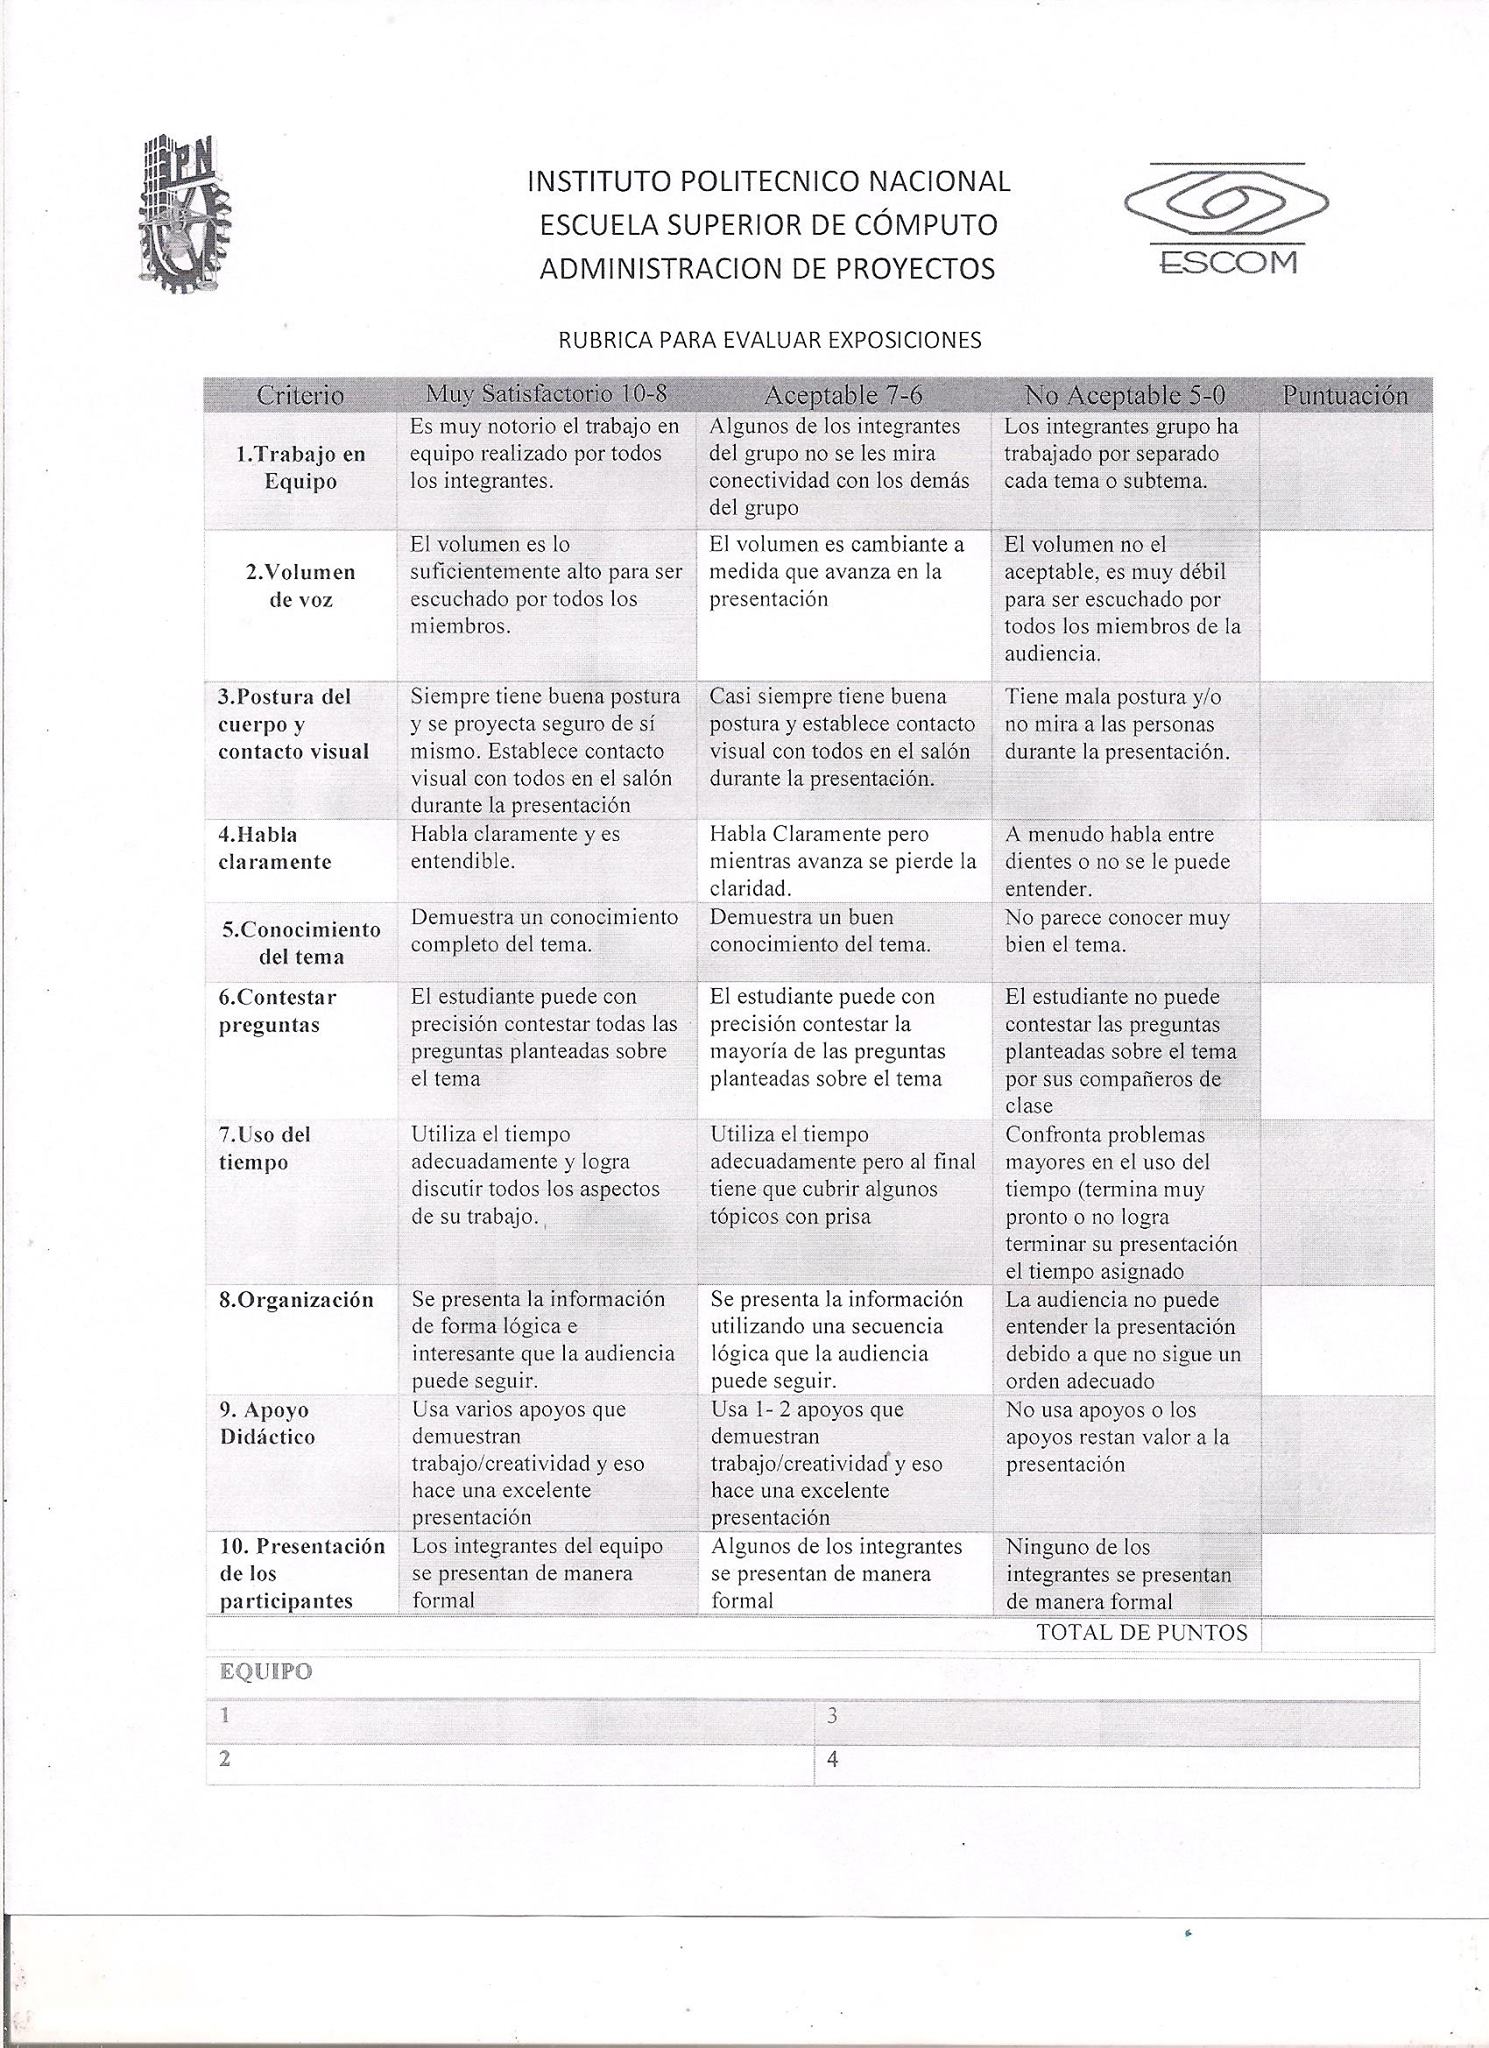 IPN
INSTITUTO POLITECNICO NACIONAL
ESCUELA SUPERIOR DE CÓMPUTO
ADMINISTRACION DE PROYECTOS
ESCOM
RUBRICA PARA EVALUAR EXPOSICIONES
Criterio
Muy Satisfactorio 10-8
Aceptable 7-6
No Aceptable 5-0
Puntuación
1.Trabajo en
Equipo
Es muy notorio el trabajo en
equipo realizado por todos
los integrantes.
Algunos de los integrantes
del grupo no se les mira
conectividad con los demás
del grupo
Los integrantes grupo ha
trabajado por separado
cada tema o subtema.
2.Volumen
de voz
El volumen es lo
suficientemente alto para ser
escuchado por todos los
miembros.
El volumen es cambiante a
medida que avanza en la
presentación
El volumen no el
aceptable, es muy débil
para ser escuchado por
todos los miembros de la
audiencia.
3.Postura del
cuerpo y
contacto visual
Siempre tiene buena postura
y se proyecta seguro de sí
mismo. Establece contacto
visual con todos en el salón
durante la presentación
Casi siempre tiene buena
postura y establece contacto
visual con todos en el salón
durante la presentación.
Tiene mala postura y/o
no mira a las personas
durante la presentación.
4.Habla
claramente
Habla claramente y es
entendible.
Habla Claramente pero
mientras avanza se pierde la
claridad.
A menudo habla entre
dientes o no se le puede
entender.
5.Conocimiento
del tema
Demuestra un conocimiento
completo del tema.
Demuestra un buen
conocimiento del tema.
No parece conocer muy
bien el tema.
6.Contestar
preguntas
El estudiante puede con
precisión contestar todas las
preguntas planteadas sobre
el tema
El estudiante puede con
precisión contestar la
mayoría de las preguntas
planteadas sobre el tema
El estudiante no puede
contestar las preguntas
planteadas sobre el tema
por sus compañeros de
clase
7.Uso del
tiempo
Utiliza el tiempo
adecuadamente y logra
discutir todos los aspectos
de su trabajo.
Utiliza el tiempo
adecuadamente pero al final
tiene que cubrir algunos
tópicos con prisa
Confronta problemas
mayores en el uso del
tiempo (termina muy
pronto o no logra
terminar su presentación
el tiempo asignado
8.Organización
Se presenta la información
de forma lógica e
interesante que la audiencia
puede seguir.
Se presenta la información
utilizando una secuencia
lógica que la audiencia
puede seguir.
La audiencia no puede
entender la presentación
debido a que no sigue un
orden adecuado
9. Apoyo
Didáctico
Usa varios apoyos que
demuestran
trabajo/creatividad y eso
hace una excelente
presentación
Usa 1- 2 apoyos que
demuestran
trabajo/creatividad y eso
hace una excelente
presentación
No usa apoyos o los
apoyos restan valor a la
presentación
10. Presentación
de los
participantes
Los integrantes del equipo
se presentan de manera
formal
Algunos de los integrantes
se presentan de manera
formal
Ninguno de los
integrantes se presentan
de manera formal
TOTAL DE PUNTOS
EQUIPO
1
3
2
4